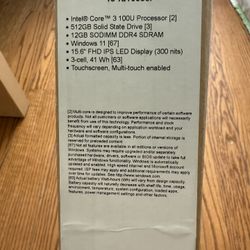 • Intel® Core™ 3 100U Processor [2]
• 512GB Solid State Drive [3]
• 12GB SODIMM DDR4 SDRAM
• Windows 11 [67]
• 15.6" FHD IPS LED Display (300 nits)
• 3-cell, 41 Wh [63]
• Touchscreen, Multi-touch enabled
[2] Multi-core is designed to improve performance of certain software
products. Not all customers or software applications will necessarily
benefit from use of this technology. Performance and clock
frequency will vary depending on application workload and your
hardware and software configurations.
[3] Actual formatted capacity is less. Portion of internal storage is
reserved for preinstalled content.
[67] Not all features are available in all editions or versions of
Windows. Systems may require upgraded and/or separately
purchased hardware, drivers, software or BIOS update to take full
advantage of Windows functionality. Windows is automatically
updated and enabled. High speed internet and Microsoft account
required. ISP fees may apply and additional requirements may apply
over time for updates. See http://www.windows.com.
[63] Actual battery Watt-hours (Wh) will vary from design capacity.
Battery capacity will naturally decrease with shelf life, time, usage,
environment, temperature, system configuration, loaded apps,
features, power management settings and other factors.